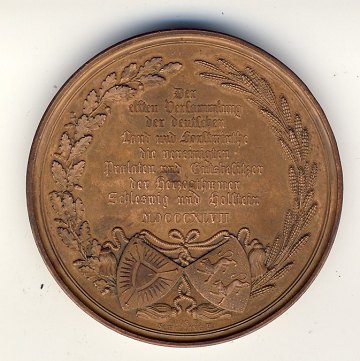 Der
elften Versammlung
der deutschen
Land und Forstwirthe
die vereinigten
Prälaten und Gutsbesitzer
der Herzogthümer
Schleswig und Holstein
MDCCCXLVII